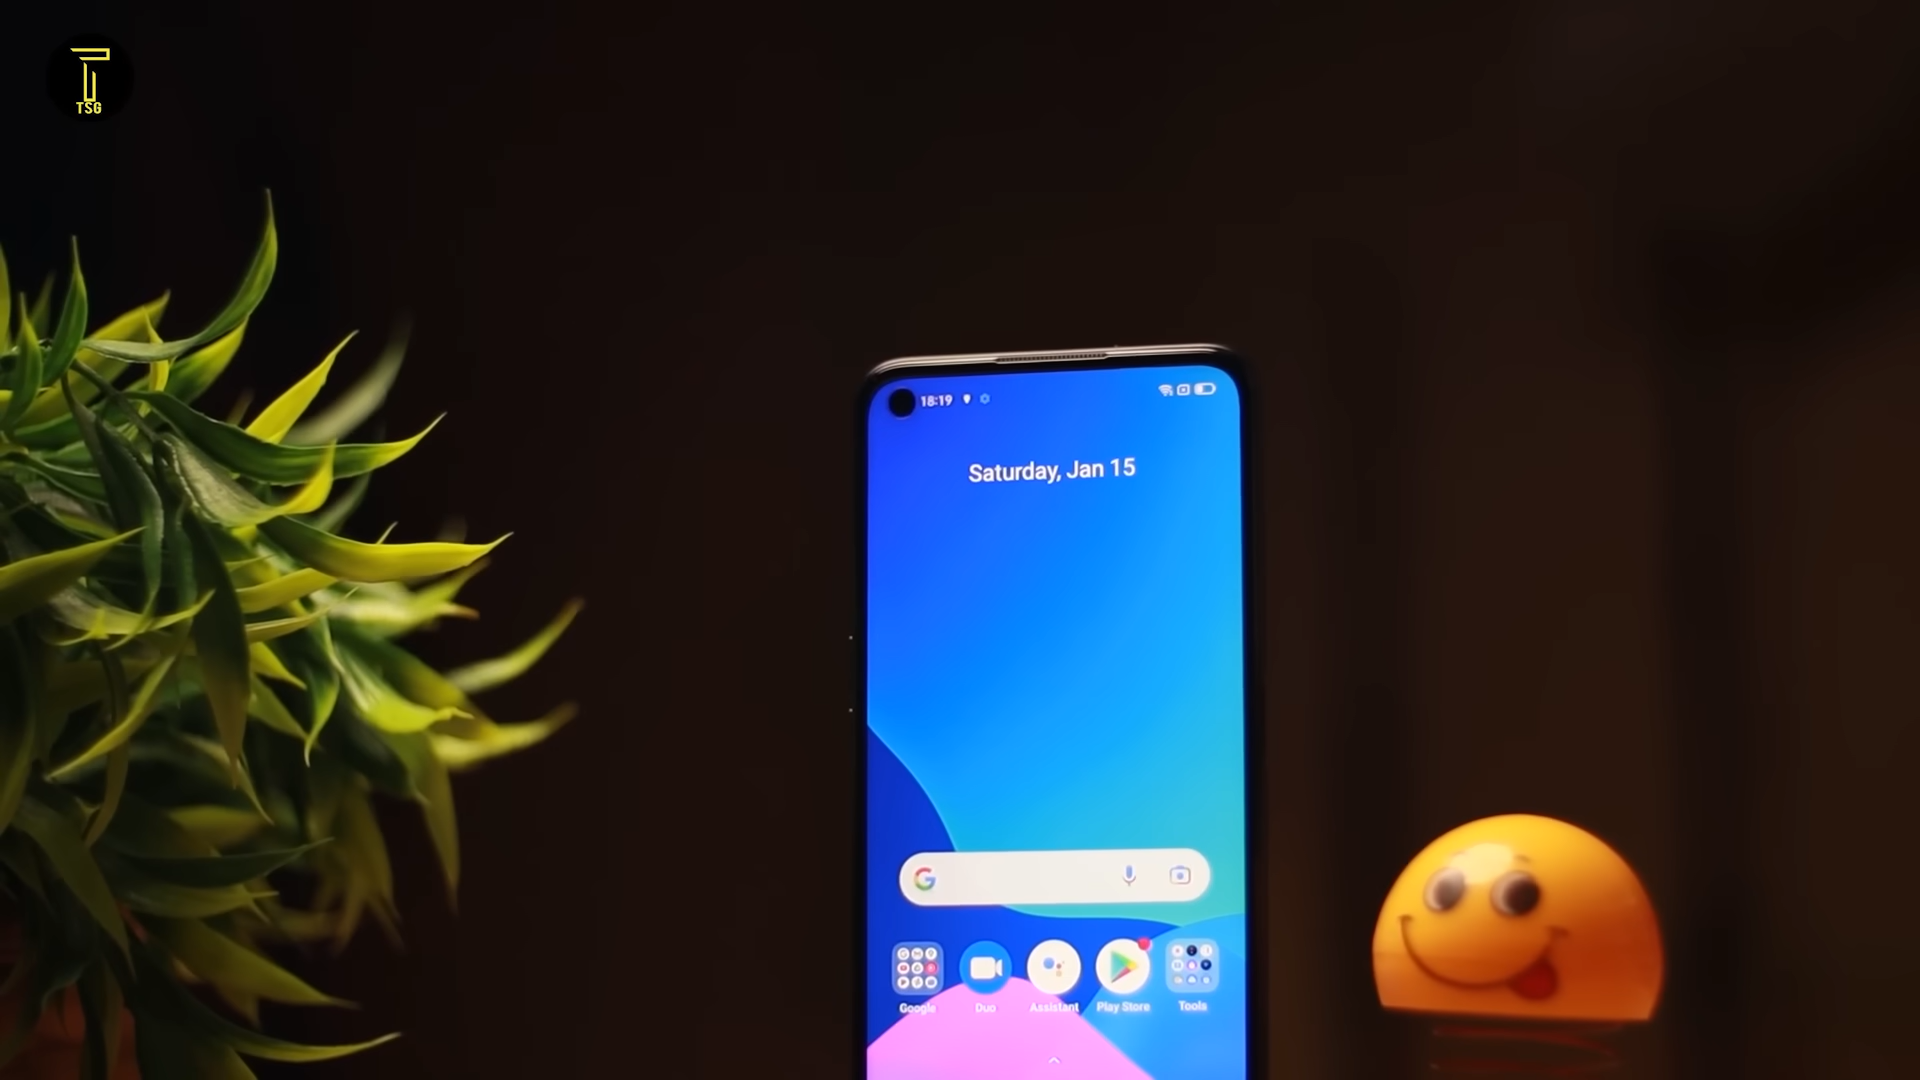 TSG
18:19
Saturday, Jan 15
Google
Duo
Assistant
Play Store
Tools